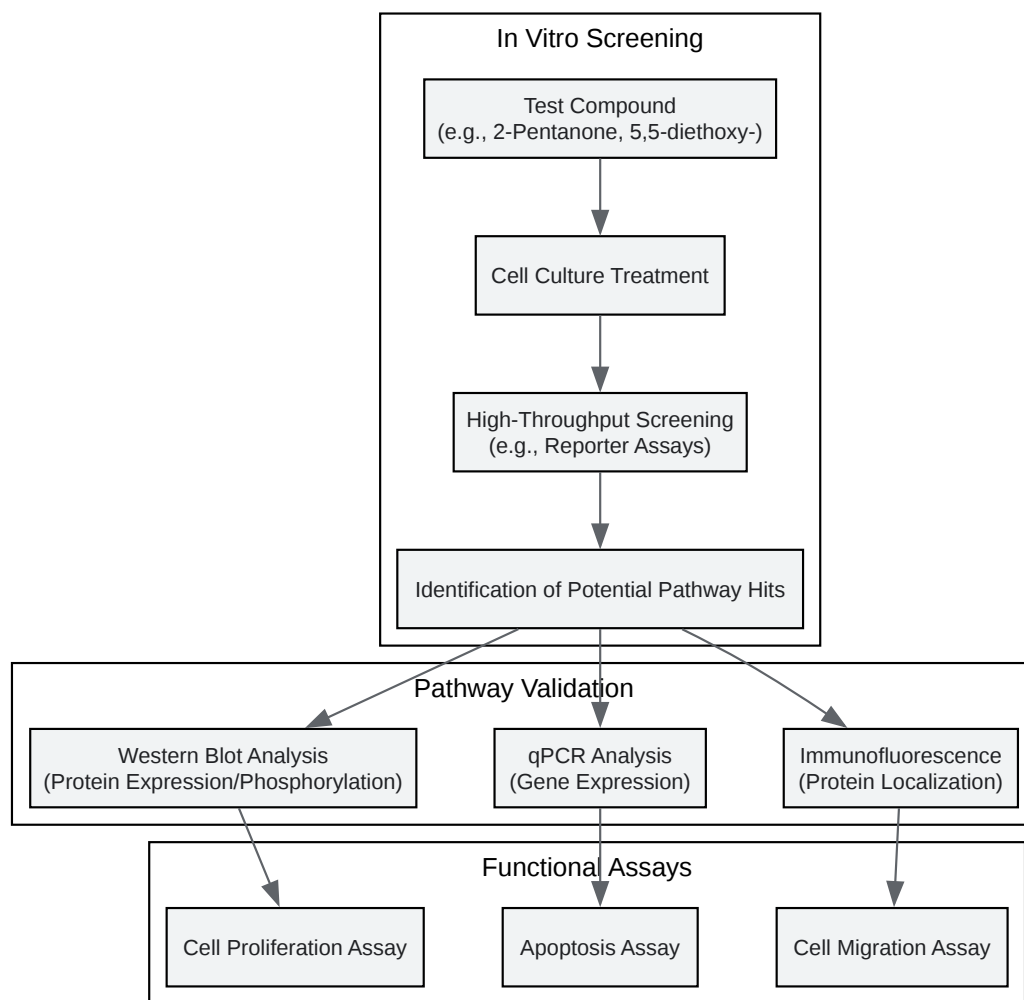 In Vitro Screening
Test Compound
(e.g., 2-Pentanone, 5,5-diethoxy-)
Cell Culture Treatment
High-Throughput Screening
(e.g., Reporter Assays)
Identification of Potential Pathway Hits
Pathway Validation
Western Blot Analysis
(Protein Expression/Phosphorylation)
qPCR Analysis
(Gene Expression)
Immunofluorescence
(Protein Localization)
Functional Assays
Cell Proliferation Assay
Apoptosis Assay
Cell Migration Assay